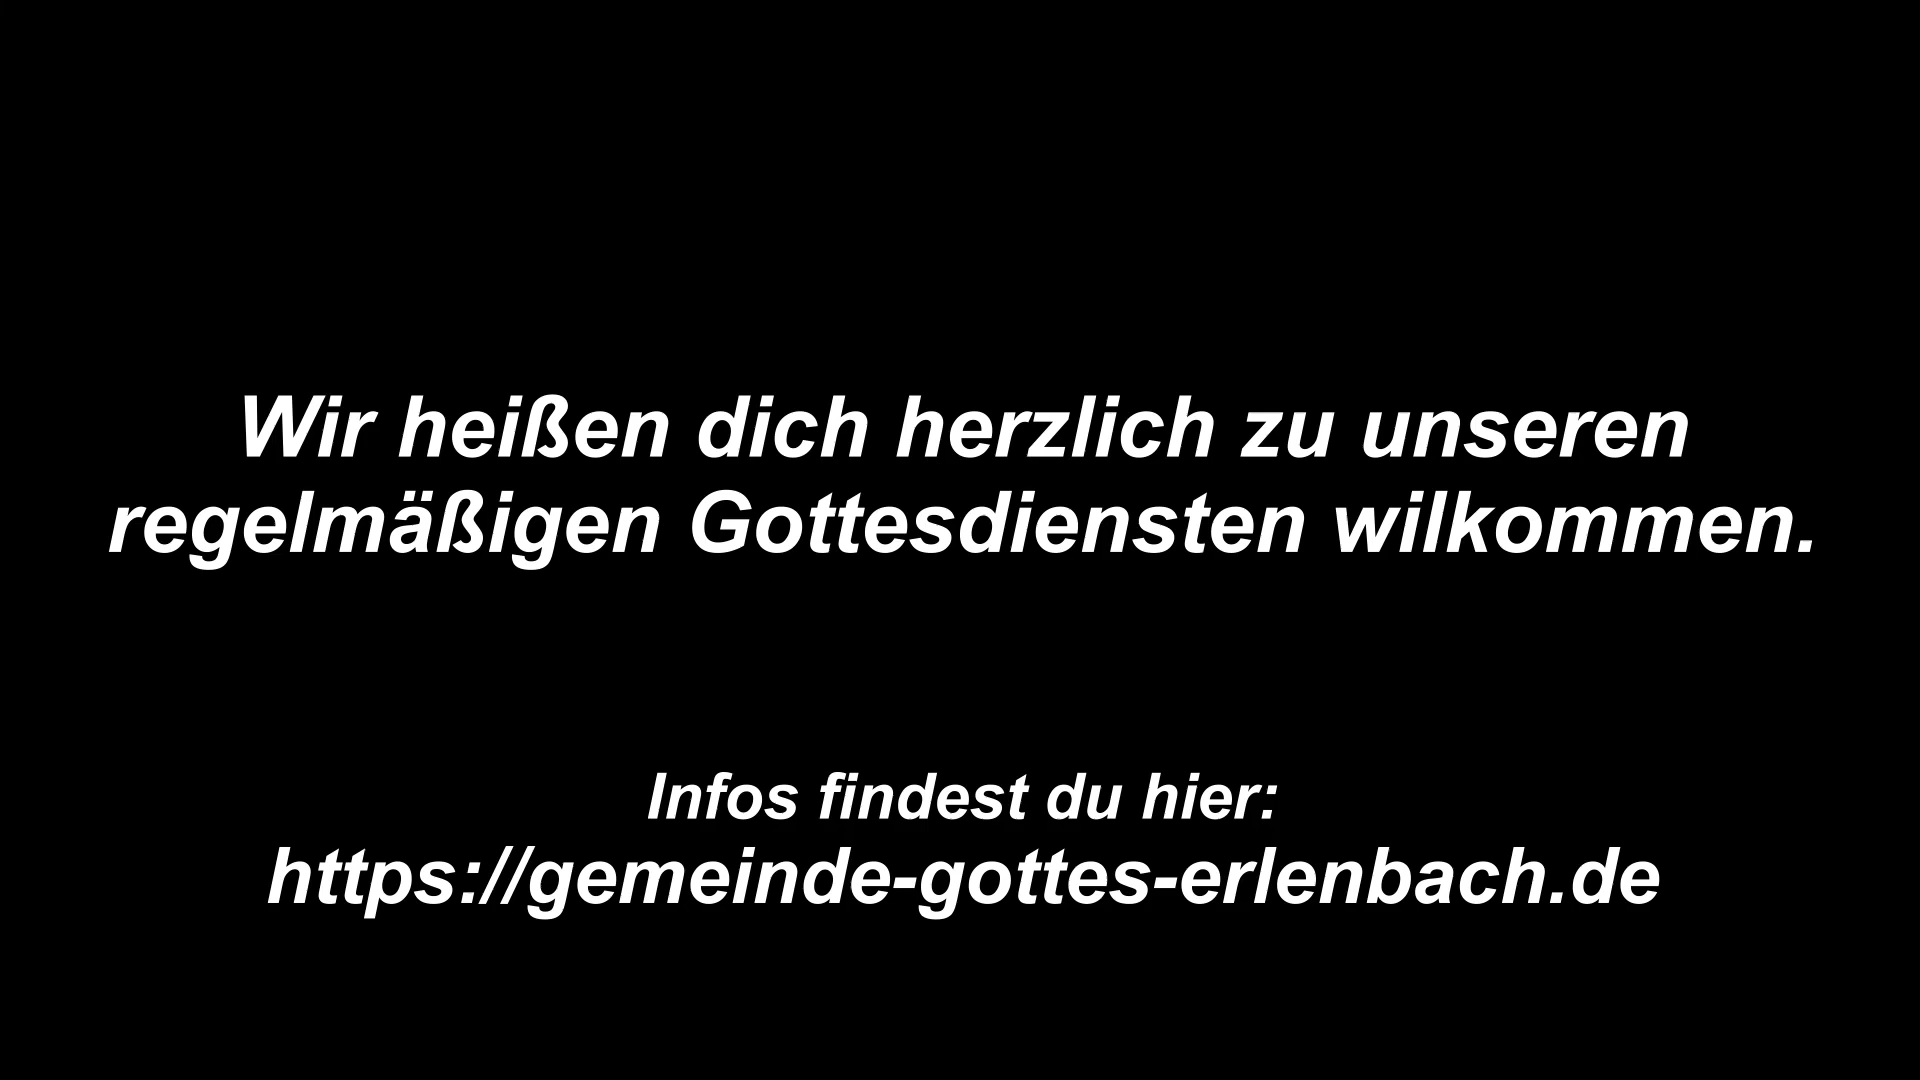 Wir heißen dich herzlich zu unseren
regelmäßigen Gottesdiensten wilkommen.
Infos findest du hier:
https://gemeinde-gottes-erlenbach.de